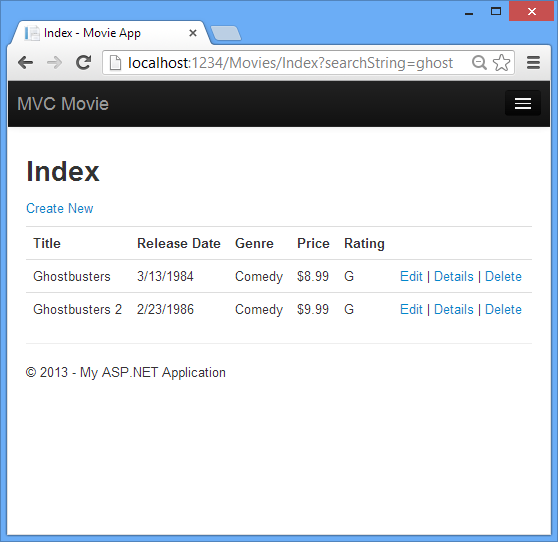 Index - Movie App
localhost:1234/Movies/Index?searchString=ghost
MVC Movie
Index
Create New
Title Release Date Genre Price Rating
Ghostbusters 3/13/1984 Comedy $8.99 G Edit | Details | Delete
Ghostbusters 2 2/23/1986 Comedy $9.99 G Edit | Details | Delete
© 2013 - My ASP.NET Application